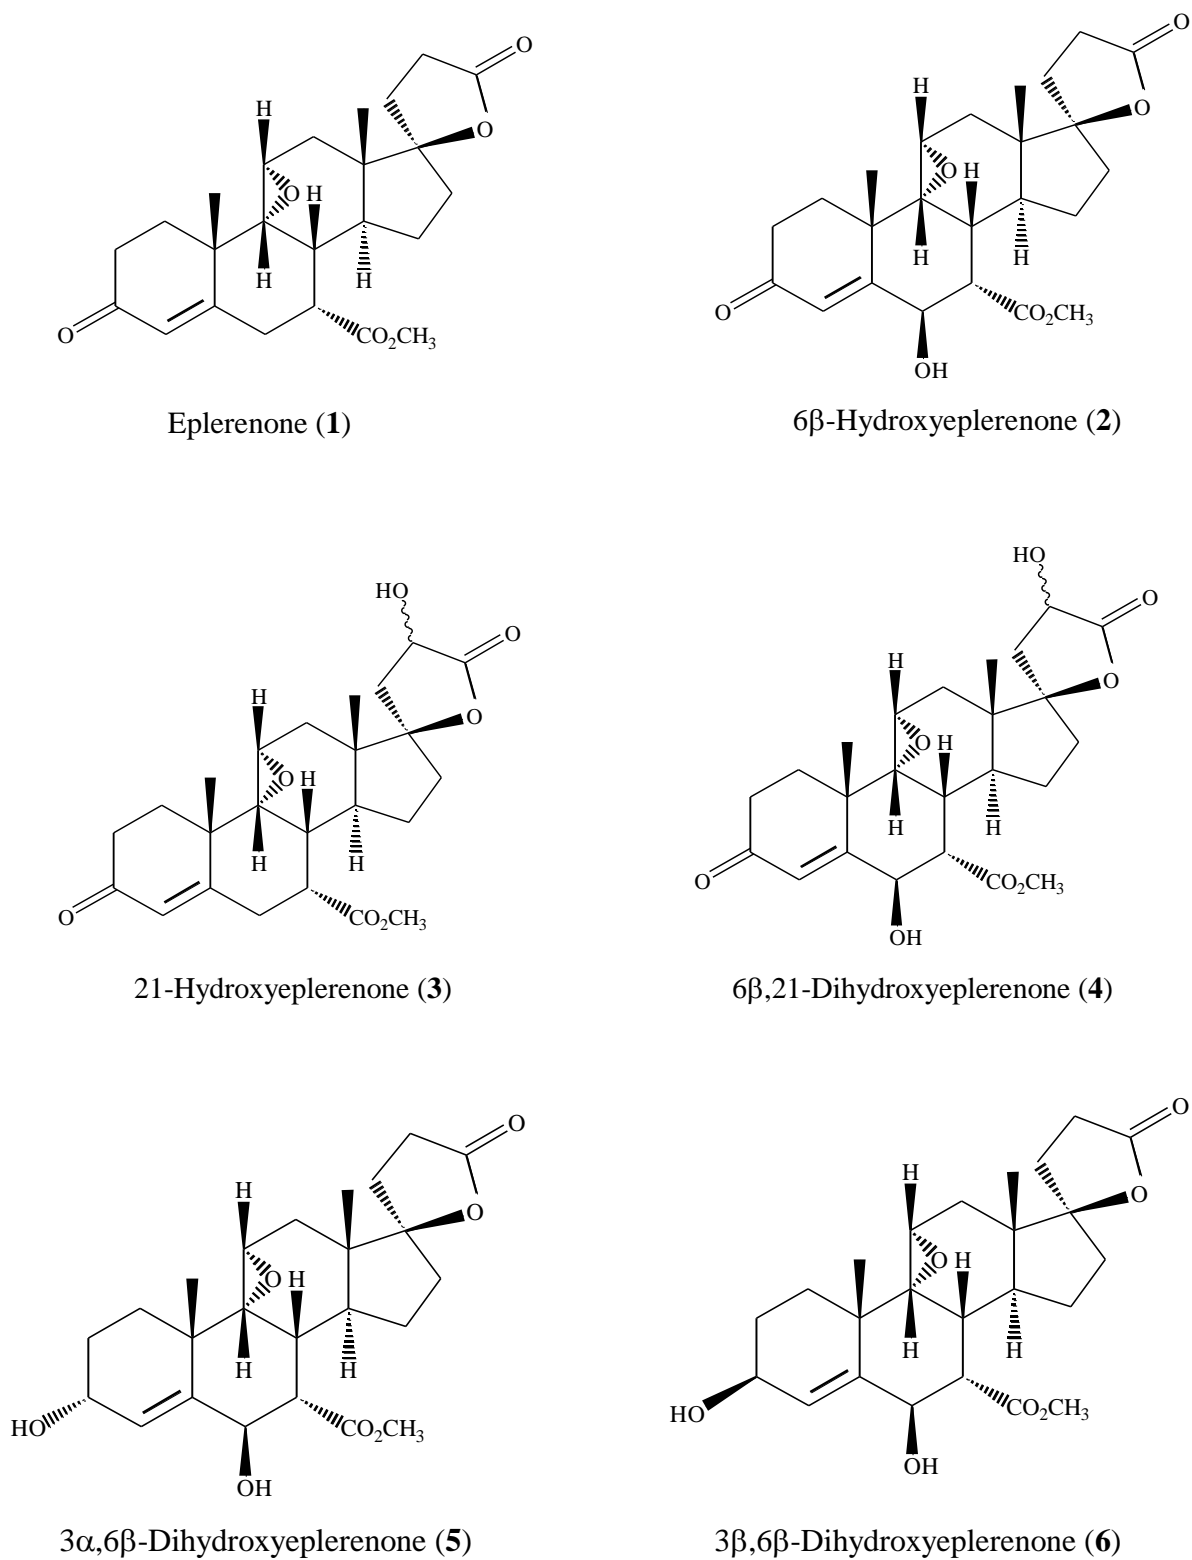 O
O
H
O
H
H
H
O
CO₂CH₃
Eplerenone (1)
O
O
H
O
H
H
H
O
CO₂CH₃
OH
6β-Hydroxyeplerenone (2)
HO
O
O
H
O
H
H
H
O
CO₂CH₃
21-Hydroxyeplerenone (3)
HO
O
O
H
O
H
H
H
O
CO₂CH₃
OH
6β,21-Dihydroxyeplerenone (4)
O
O
H
O
H
H
H
HO
CO₂CH₃
OH
3α,6β-Dihydroxyeplerenone (5)
O
O
H
O
H
H
H
HO
CO₂CH₃
OH
3β,6β-Dihydroxyeplerenone (6)